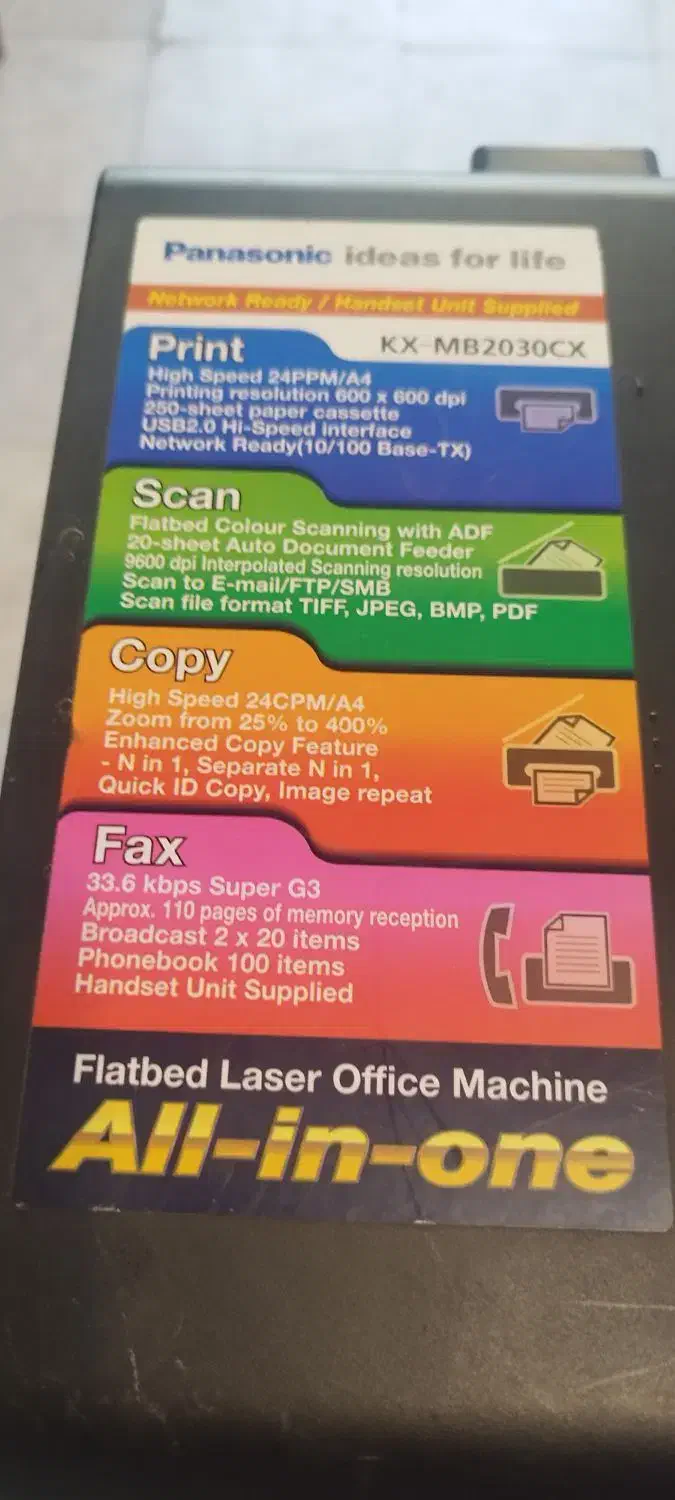 Panasonic ideas for life
Network Ready / Handset Unit Supplied
KX-MB2030CX
Print
High Speed 24PPM/A4
Printing resolution 600 x 600 dpi
250-sheet paper cassette
USB2.0 Hi-Speed Interface
Network Ready(10/100 Base-TX)
Scan
Flatbed Colour Scanning with ADF
20-sheet Auto Document Feeder
9600 dpi Interpolated Scanning resolution
Scan to E-mail/FTP/SMB
Scan file format TIFF, JPEG, BMP, PDF
Copy
High Speed 24CPM/A4
Zoom from 25% to 400%
Enhanced Copy Feature
- N in 1, Separate N in 1,
Quick ID Copy, Image repeat
Fax
33.6 kbps Super G3
Approx. 110 pages of memory reception
Broadcast 2 x 20 items
Phonebook 100 items
Handset Unit Supplied
Flatbed Laser Office Machine
All-in-one